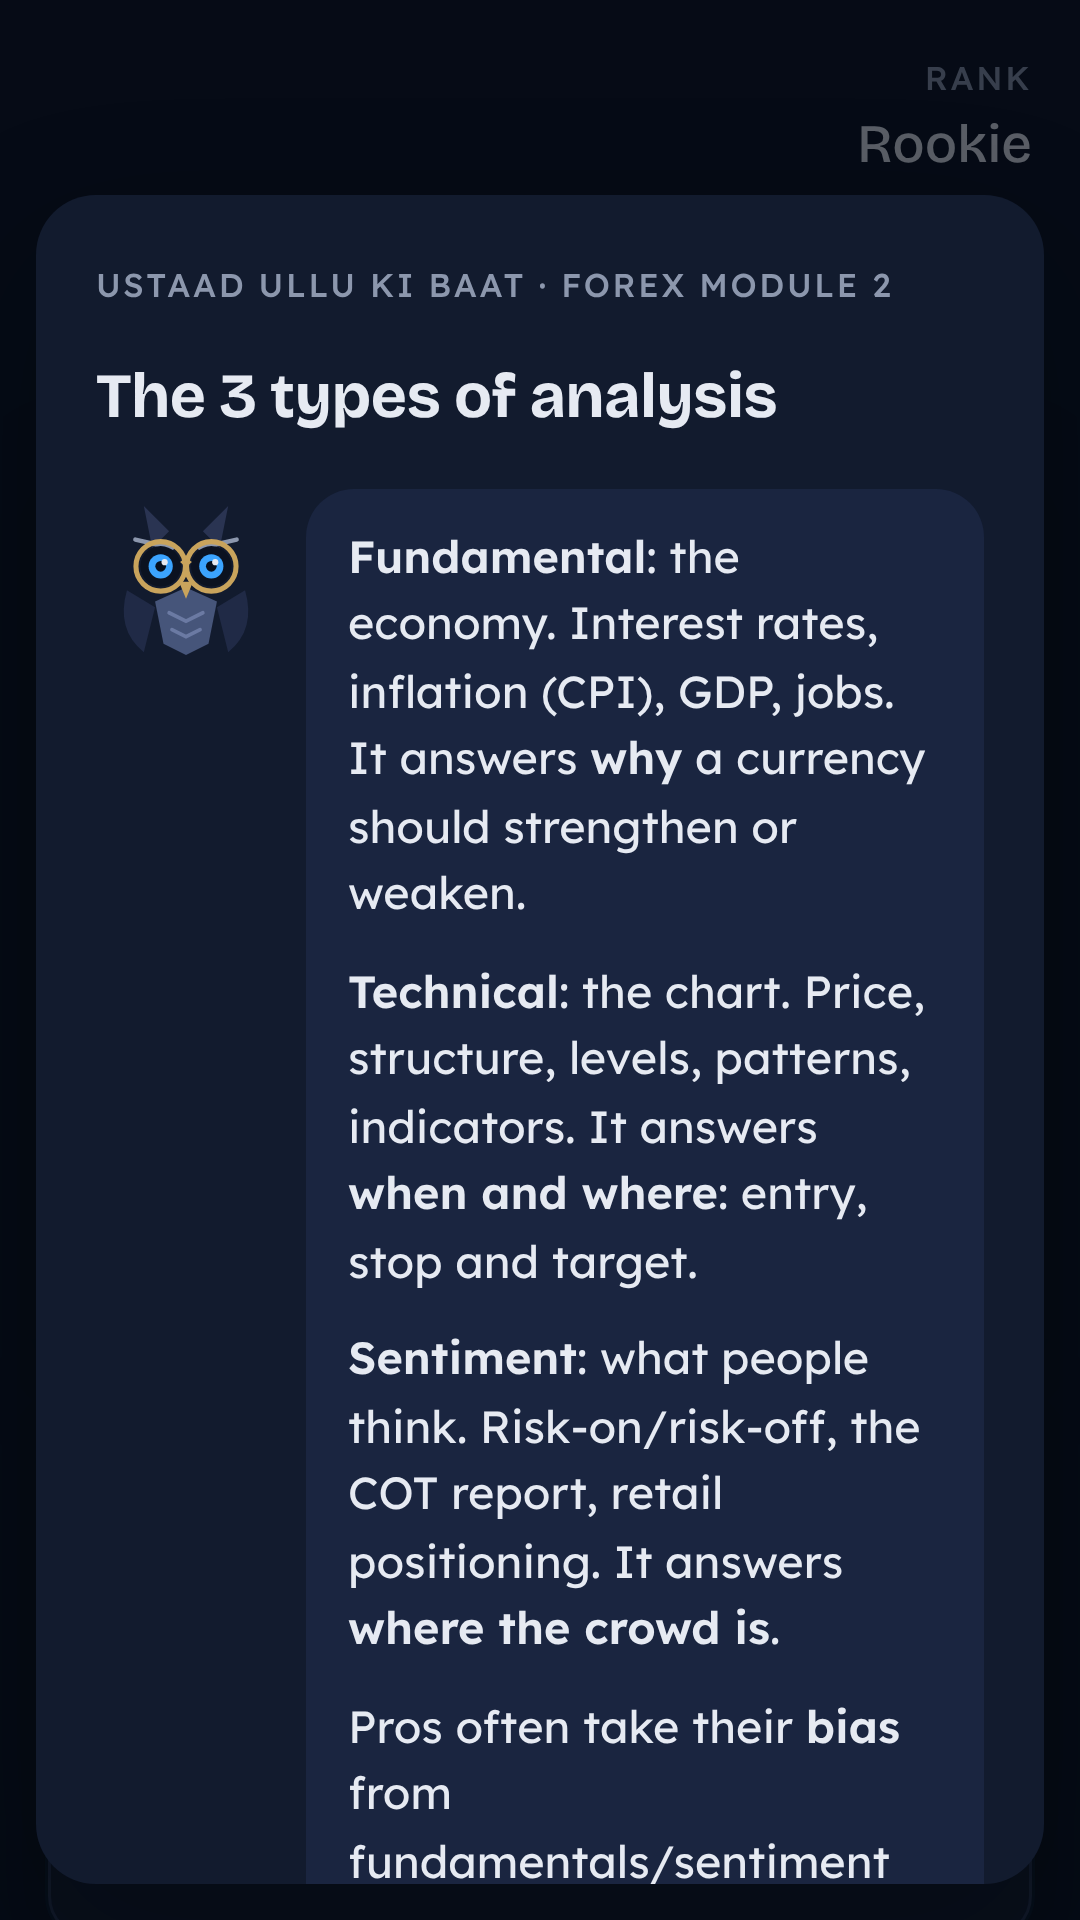 RANK
Rookie
USTAAD ULLU KI BAAT · FOREX MODULE 2
The 3 types of analysis
Fundamental: the
economy. Interest rates,
inflation (CPI), GDP, jobs.
It answers why a currency
should strengthen or
weaken.
Technical: the chart. Price,
structure, levels, patterns,
indicators. It answers
when and where: entry,
stop and target.
Sentiment: what people
think. Risk-on/risk-off, the
COT report, retail
positioning. It answers
where the crowd is.
Pros often take their bias
from
fundamentals/sentiment